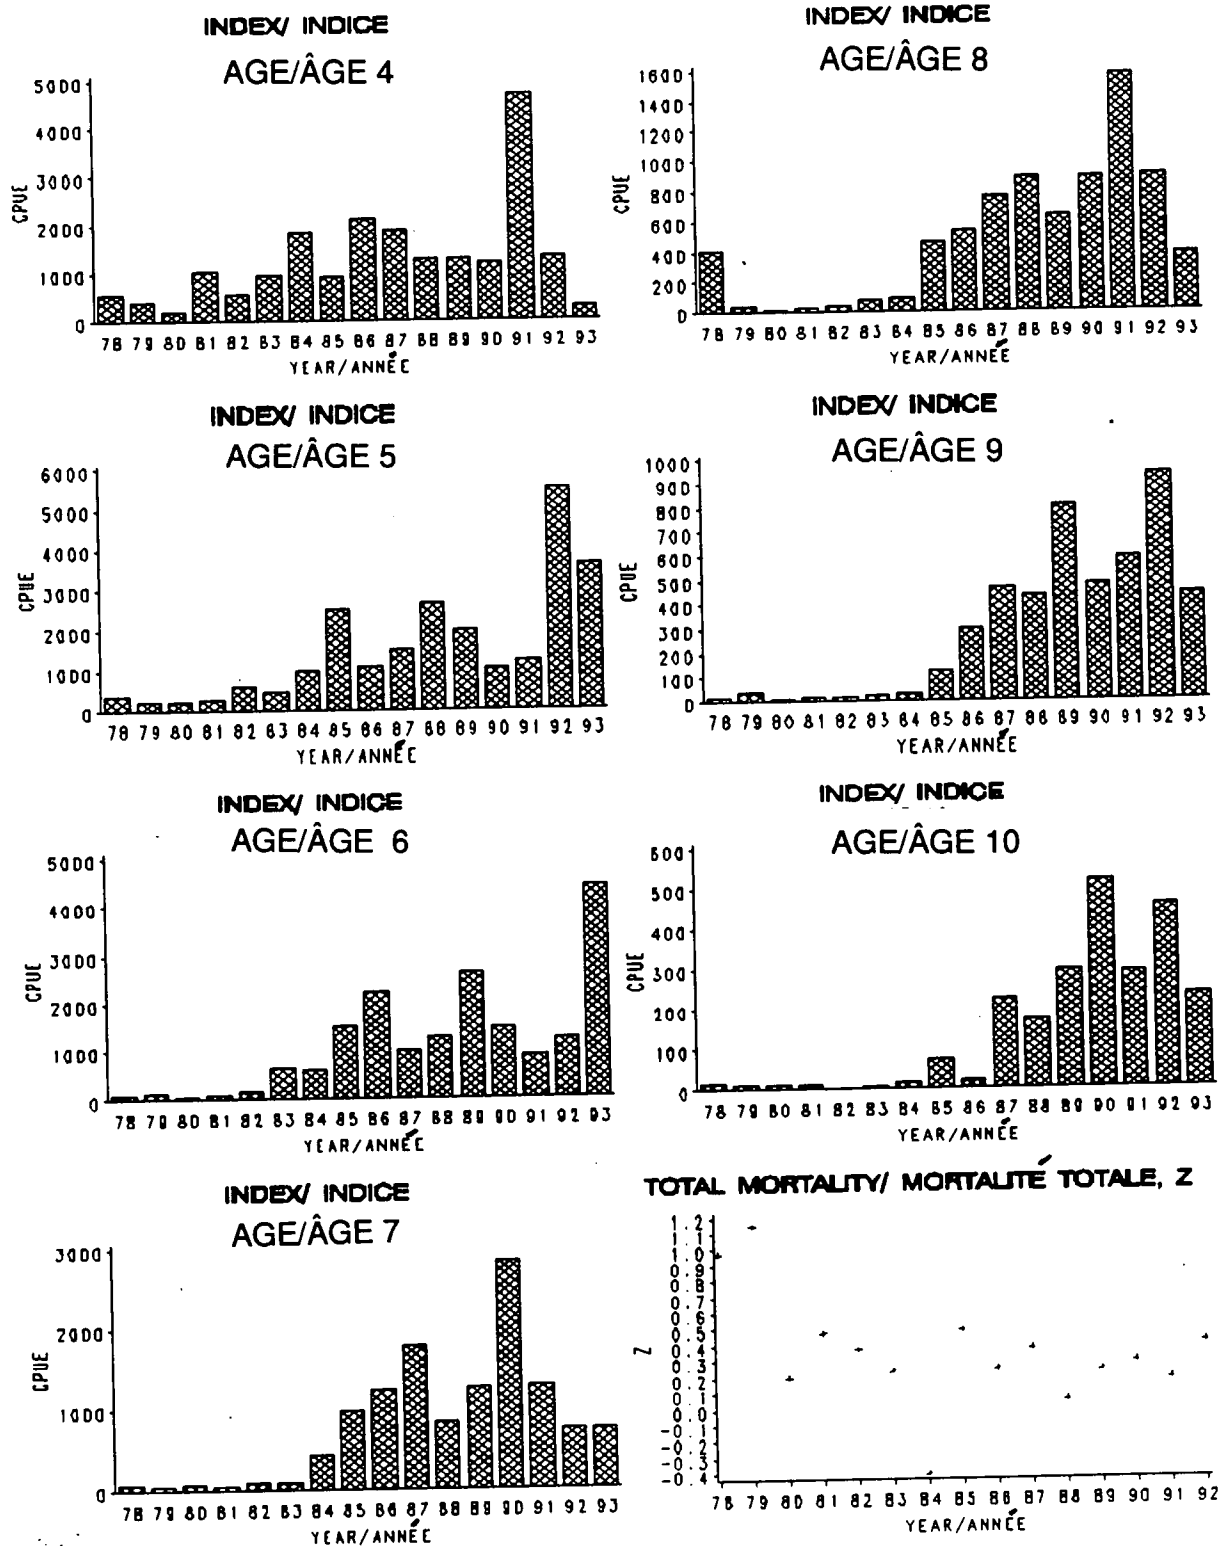 INDEX/ INDICE
AGE/ÂGE 4
5000
4000
3000
2000
1000
0
CPUE
78 79 80 81 82 83 84 85 86 87 88 89 90 91 92 93
YEAR/ANNÉE
INDEX/ INDICE
AGE/ÂGE 5
6000
5000
4000
3000
2000
1000
0
CPUE
78 79 80 81 82 83 84 85 86 87 88 89 90 91 92 93
YEAR/ANNÉE
INDEX/ INDICE
AGE/ÂGE 6
5000
4000
3000
2000
1000
0
CPUE
78 79 80 81 82 83 84 85 86 87 88 89 90 91 92 93
YEAR/ANNÉE
INDEX/ INDICE
AGE/ÂGE 7
3000
2000
1000
0
CPUE
78 79 80 81 82 83 84 85 86 87 88 89 90 91 92 93
YEAR/ANNÉE
INDEX/ INDICE
AGE/ÂGE 8
1600
1400
1200
1000
800
600
400
200
0
CPUE
78 79 80 81 82 83 84 85 86 87 88 89 90 91 92 93
YEAR/ANNÉE
INDEX/ INDICE
AGE/ÂGE 9
1000
900
800
700
600
500
400
300
200
100
0
CPUE
78 79 80 81 82 83 84 85 86 87 88 89 90 91 92 93
YEAR/ANNÉE
INDEX/ INDICE
AGE/ÂGE 10
600
500
400
300
200
100
0
CPUE
78 79 80 81 82 83 84 85 86 87 88 89 90 91 92 93
YEAR/ANNÉE
TOTAL MORTALITY/ MORTALITÉ TOTALE, Z
1.2
1.1
1.0
0.9
0.8
0.7
0.6
0.5
0.4
0.3
0.2
0.1
0.0
-0.1
-0.2
-0.3
-0.4
Z
78 79 80 81 82 83 84 85 86 87 88 89 90 91 92
YEAR/ANNÉE